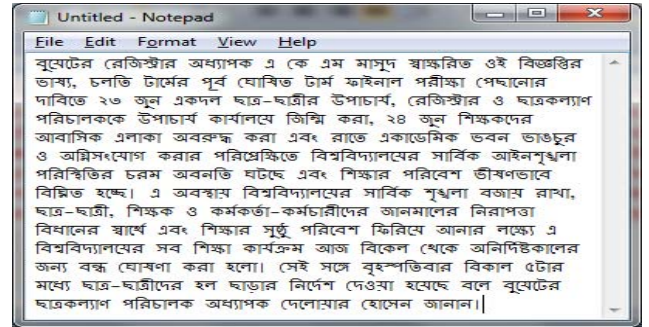 Untitled - Notepad
File Edit Format View Help
বুয়েটের রেজিস্টার অধ্যাপক এ কে এম মাসুদ স্বাক্ষরিত ওই বিজ্ঞপ্তির
ভাষ্য, চলতি টার্মের পূর্ব ঘোষিত টার্ম ফাইনাল পরীক্ষা পেছানোর
দাবিতে ২৩ জুন একদল ছাত্র-ছাত্রীর উপাচার্য, রেজিস্টার ও ছাত্রকল্যাণ
পরিচালককে উপাচার্য কার্যালয়ে জিম্মি করা, ২৪ জুন শিক্ষকদের
আবাসিক এলাকা অবরুদ্ধ করা এবং রাতে একাডেমিক ভবন ভাঙচুর
ও অগ্নিসংযোগ করার পরিপ্রেক্ষিতে বিশ্ববিদ্যালয়ের সার্বিক আইনশৃঙ্খলা
পরিস্থিতির চরম অবনতি ঘটছে এবং শিক্ষার পরিবেশ ভীষণভাবে
বিঘ্নিত হচ্ছে। এ অবস্থায় বিশ্ববিদ্যালয়ের সার্বিক শৃঙ্খলা বজায় রাখা,
ছাত্র-ছাত্রী, শিক্ষক ও কর্মকর্তা-কর্মচারীদের জানমালের নিরাপত্তা
বিধানের স্বার্থে এবং শিক্ষার সুষ্ঠু পরিবেশ ফিরিয়ে আনার লক্ষ্যে এ
বিশ্ববিদ্যালয়ের সব শিক্ষা কার্যক্রম আজ বিকেল থেকে অনির্দিষ্টকালের
জন্য বন্ধ ঘোষণা করা হলো। সেই সঙ্গে বৃহস্পতিবার বিকাল ৫টার
মধ্যে ছাত্র-ছাত্রীদের হল ছাড়ার নির্দেশ দেওয়া হয়েছে বলে বুয়েটের
ছাত্রকল্যাণ পরিচালক অধ্যাপক দেলোয়ার হোসেন জানান।